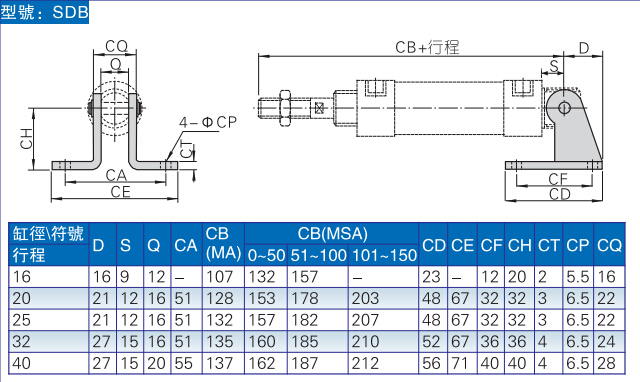 型號：SDB
CQ
Q
CH
4-ΦCP
CT
CA
CE
CB+行程
D
S
CF
CD
缸徑\符號 D S Q CA CB CB(MSA) CD CE CF CH CT CP CQ
行程 (MA) 0~50 51~100 101~150
16 16 9 12 – 107 132 157 – 23 – 12 20 2 5.5 16
20 21 12 16 51 128 153 178 203 48 67 32 32 3 6.5 22
25 21 12 16 51 132 157 182 207 48 67 32 32 3 6.5 22
32 27 15 16 51 135 160 185 210 52 67 36 36 4 6.5 24
40 27 15 20 55 137 162 187 212 56 71 40 40 4 6.5 28